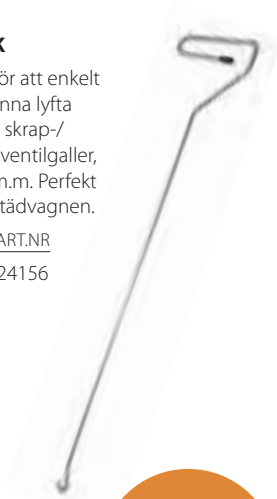 k
ör att enkelt
nna lyfta
skrap-/
ventilgaller,
m.m. Perfekt
tädvagnen.
ART.NR
24156